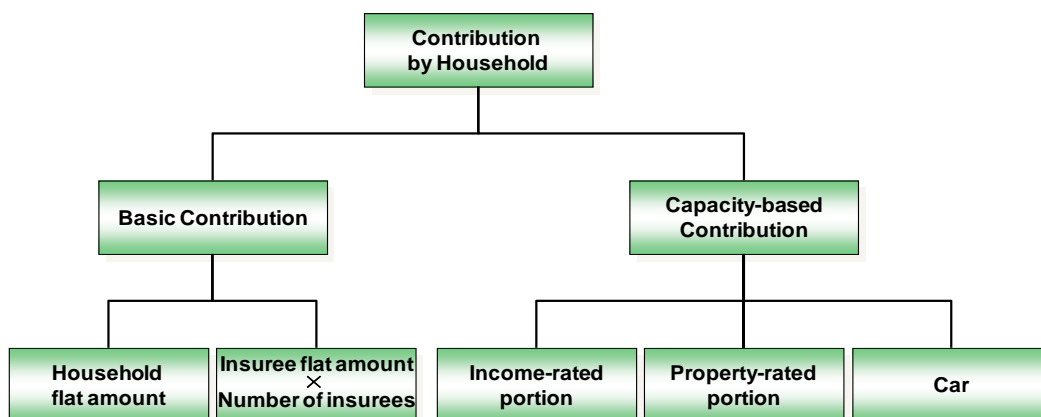 Contribution
by Household
Basic Contribution
Capacity-based
Contribution
Household
flat amount
Insuree flat amount
×
Number of insurees
Income-rated
portion
Property-rated
portion
Car